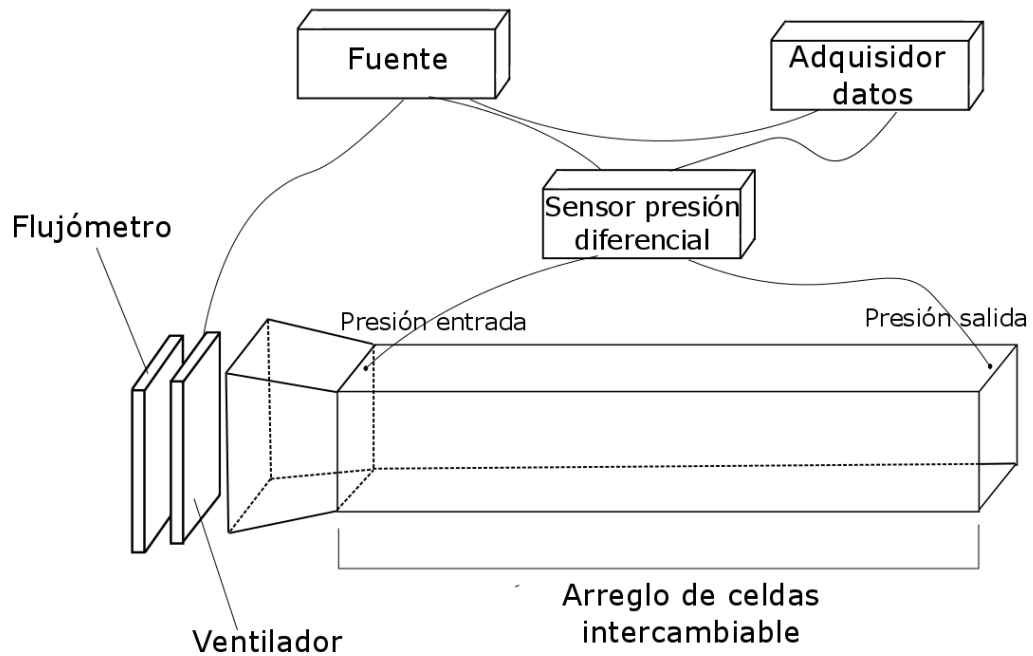 Fuente
Adquisidor
datos
Sensor presión
diferencial
Flujómetro
Presión entrada
Presión salida
Arreglo de celdas
intercambiable
Ventilador